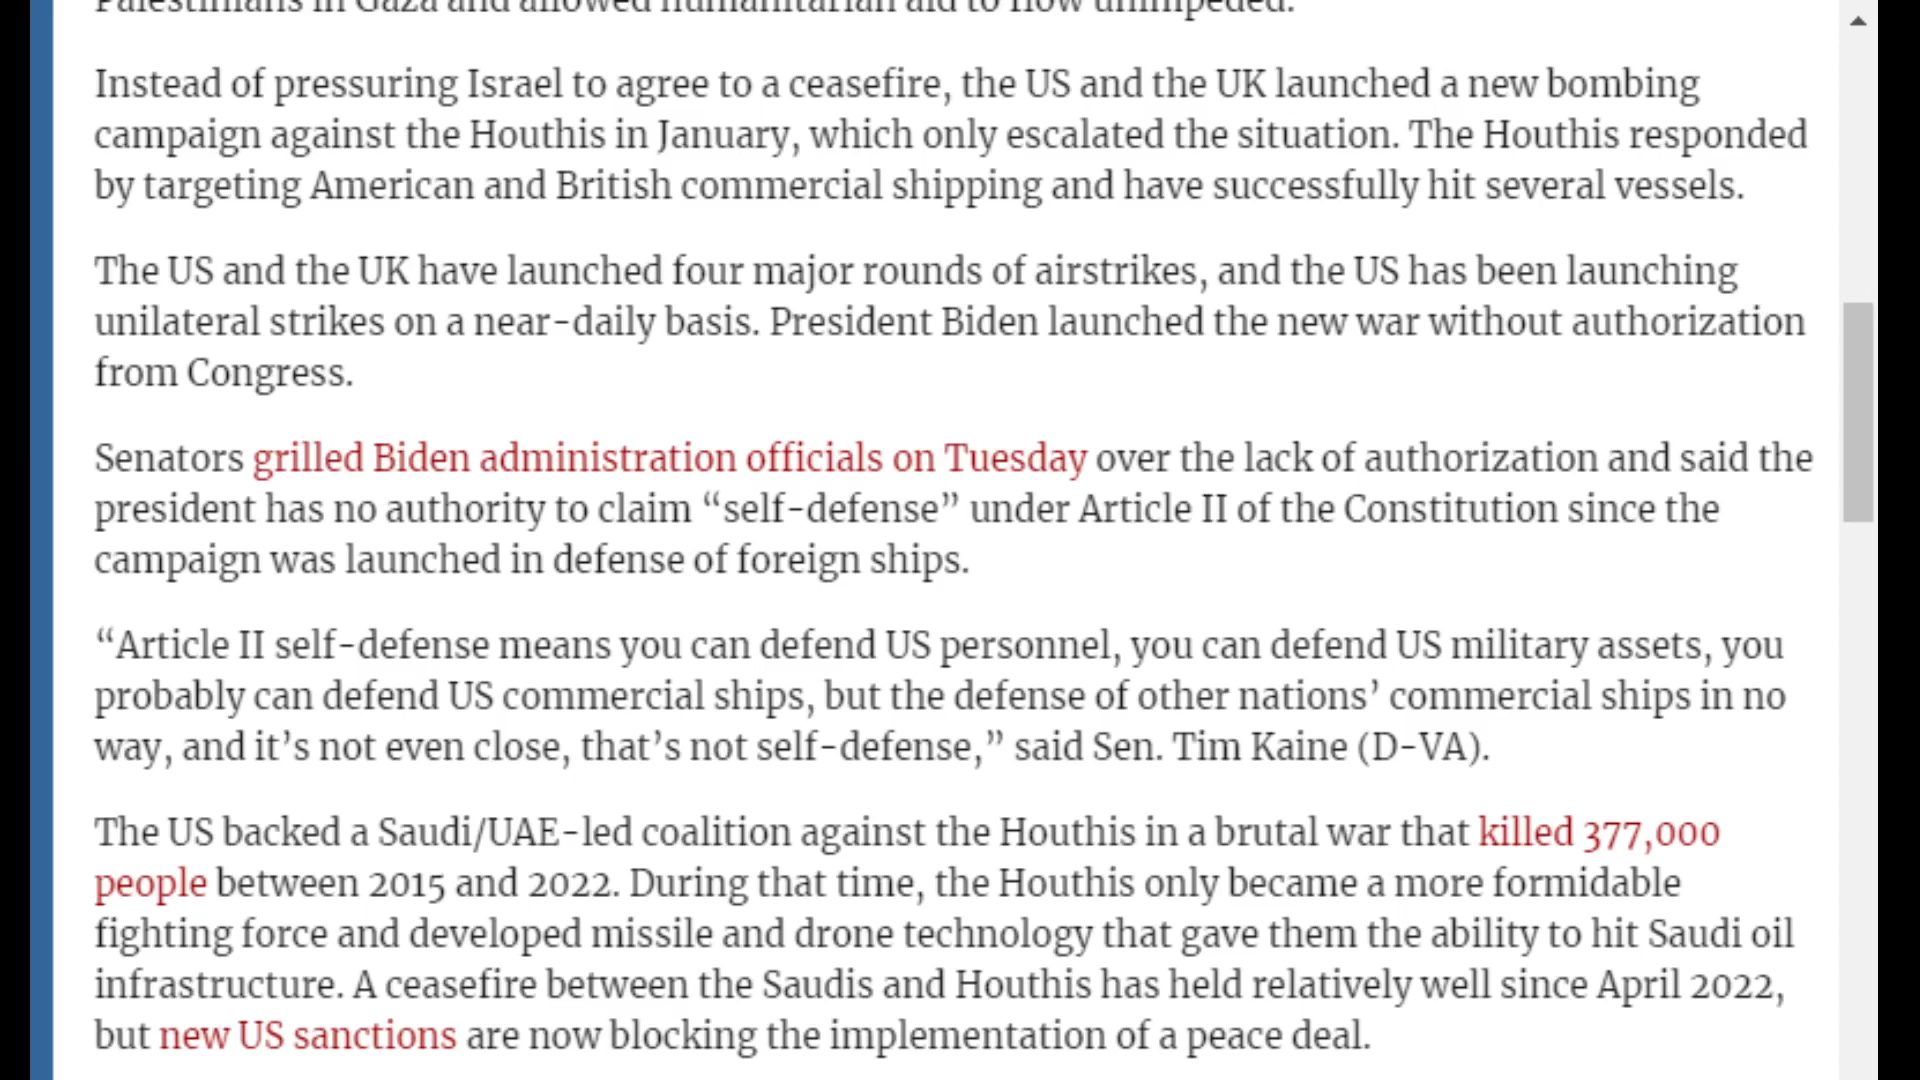 Palestinians in Gaza and allowed humanitarian aid to flow unimpeded.
Instead of pressuring Israel to agree to a ceasefire, the US and the UK launched a new bombing
campaign against the Houthis in January, which only escalated the situation. The Houthis responded
by targeting American and British commercial shipping and have successfully hit several vessels.
The US and the UK have launched four major rounds of airstrikes, and the US has been launching
unilateral strikes on a near-daily basis. President Biden launched the new war without authorization
from Congress.
Senators grilled Biden administration officials on Tuesday over the lack of authorization and said the
president has no authority to claim “self-defense” under Article II of the Constitution since the
campaign was launched in defense of foreign ships.
“Article II self-defense means you can defend US personnel, you can defend US military assets, you
probably can defend US commercial ships, but the defense of other nations’ commercial ships in no
way, and it’s not even close, that’s not self-defense,” said Sen. Tim Kaine (D-VA).
The US backed a Saudi/UAE-led coalition against the Houthis in a brutal war that killed 377,000
people between 2015 and 2022. During that time, the Houthis only became a more formidable
fighting force and developed missile and drone technology that gave them the ability to hit Saudi oil
infrastructure. A ceasefire between the Saudis and Houthis has held relatively well since April 2022,
but new US sanctions are now blocking the implementation of a peace deal.